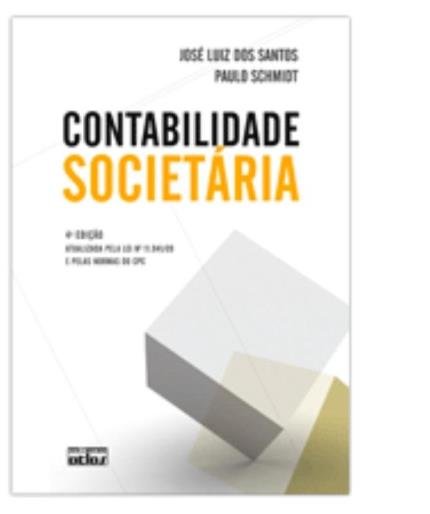 JOSÉ LUIZ DOS SANTOS
PAULO SCHMIDT
CONTABILIDADE
SOCIETÁRIA
4ª EDIÇÃO
ATUALIZADA PELA LEI Nº 11.941/09
E PELAS NORMAS DO CPC
atlas